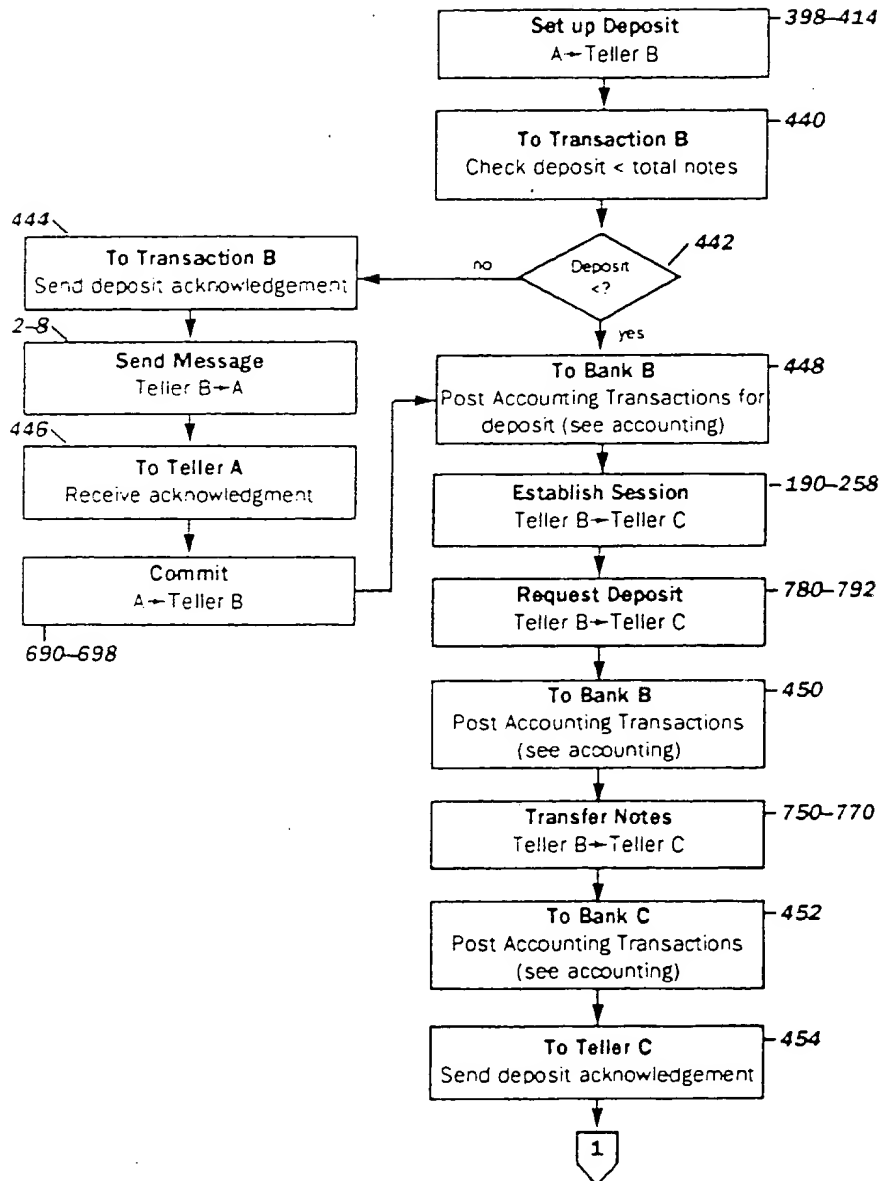 Set up Deposit
A→Teller B
398-414
To Transaction B
Check deposit < total notes
440
Deposit
<?
442
no
yes
444
To Transaction B
Send deposit acknowledgement
2-8
Send Message
Teller B→A
446
To Teller A
Receive acknowledgment
Commit
A→Teller B
690-698
To Bank B
Post Accounting Transactions for
deposit (see accounting)
448
Establish Session
Teller B→Teller C
190-258
Request Deposit
Teller B→Teller C
780-792
To Bank B
Post Accounting Transactions
(see accounting)
450
Transfer Notes
Teller B→Teller C
750-770
To Bank C
Post Accounting Transactions
(see accounting)
452
To Teller C
Send deposit acknowledgement
454
1